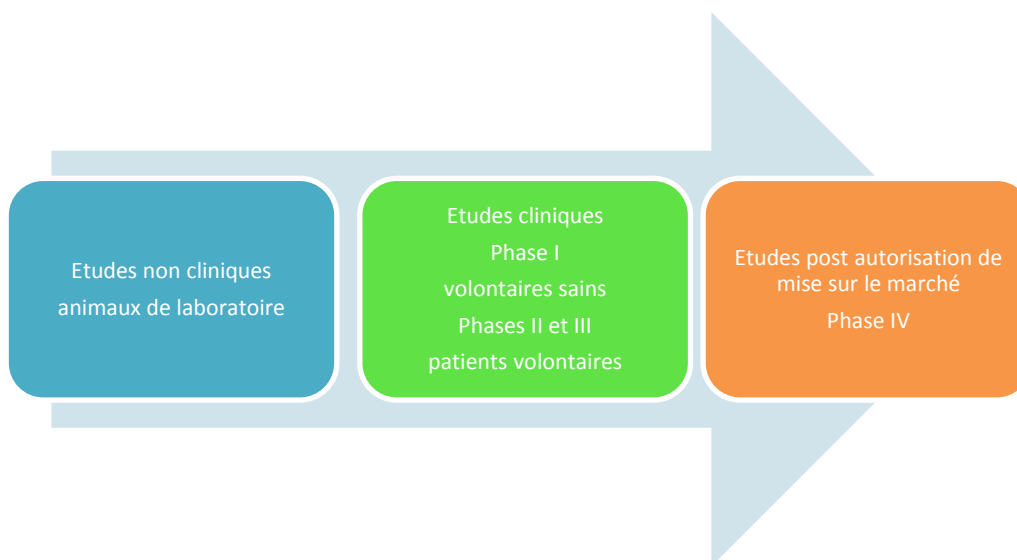 Etudes non cliniques
animaux de laboratoire
Etudes cliniques
Phase I
volontaires sains
Phases II et III
patients volontaires
Etudes post autorisation de
mise sur le marché
Phase IV